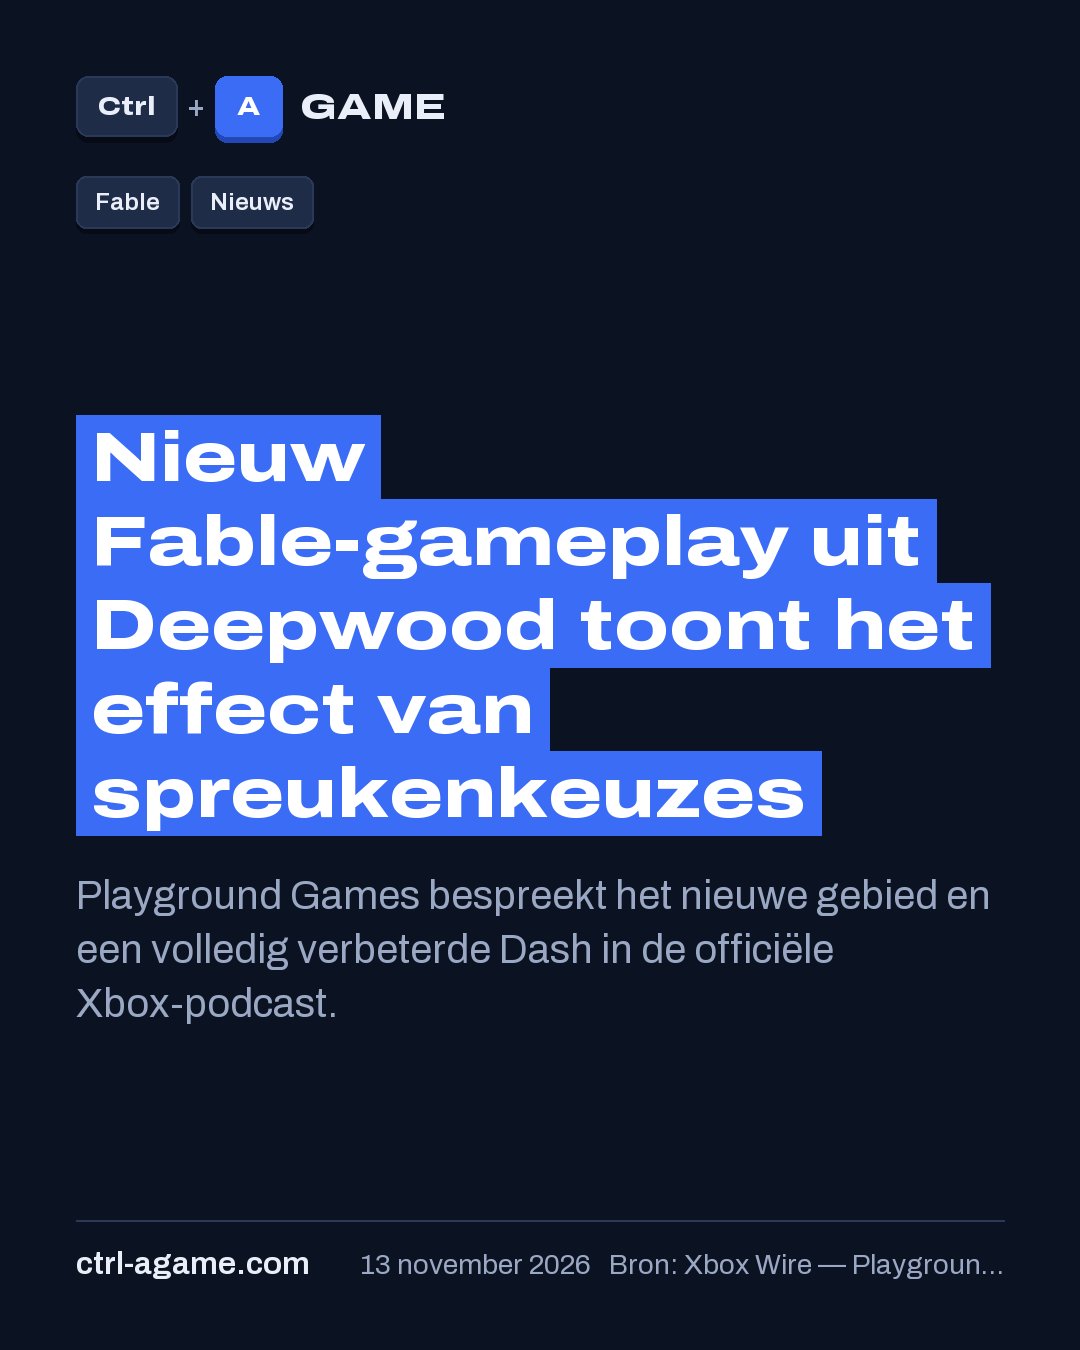 Ctrl + A GAME
Fable Nieuws
Nieuw
Fable-gameplay uit
Deepwood toont het
effect van
spreukenkeuzes
Playground Games bespreekt het nieuwe gebied en
een volledig verbeterde Dash in de officiële
Xbox-podcast.
ctrl-agame.com 13 november 2026 Bron: Xbox Wire — Playgroun...